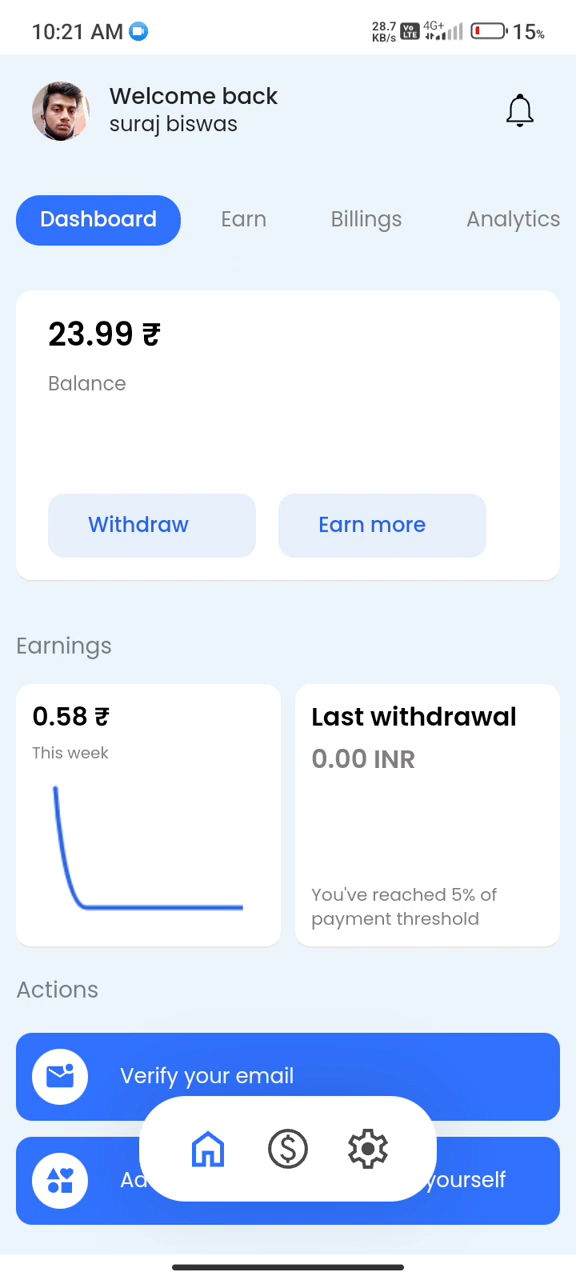 10:21 AM
28.7 KB/s Vo LTE 4G+ 15%
Welcome back
suraj biswas
Dashboard Earn Billings Analytics
23.99 ₹
Balance
Withdraw Earn more
Earnings
0.58 ₹
This week
Last withdrawal
0.00 INR
You've reached 5% of
payment threshold
Actions
Verify your email
$
yourself